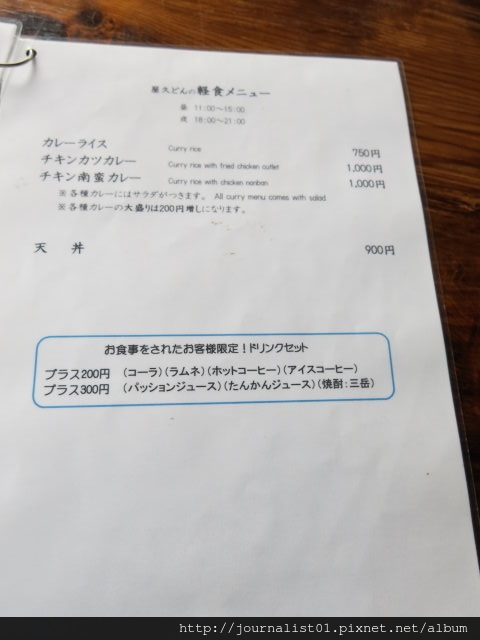 屋久どんの軽食メニュー
昼 11:00〜15:00
夜 18:00〜21:00
カレーライス Curry rice 750円
チキンカツカレー Curry rice with fried chicken cutlet 1,000円
チキン南蛮カレー Curry rice with chicken nanban 1,000円
※各種カレーにはサラダがつきます。 All curry menu comes with salad
※各種カレーの大盛りは200円増しになります。
天 丼 900円
お食事をされたお客様限定！ドリンクセット
プラス200円 （コーラ）（ラムネ）（ホットコーヒー）（アイスコーヒー）
プラス300円 （パッションジュース）（たんかんジュース）（焼酎：三岳）
http://journalist01.pixnet.net/album